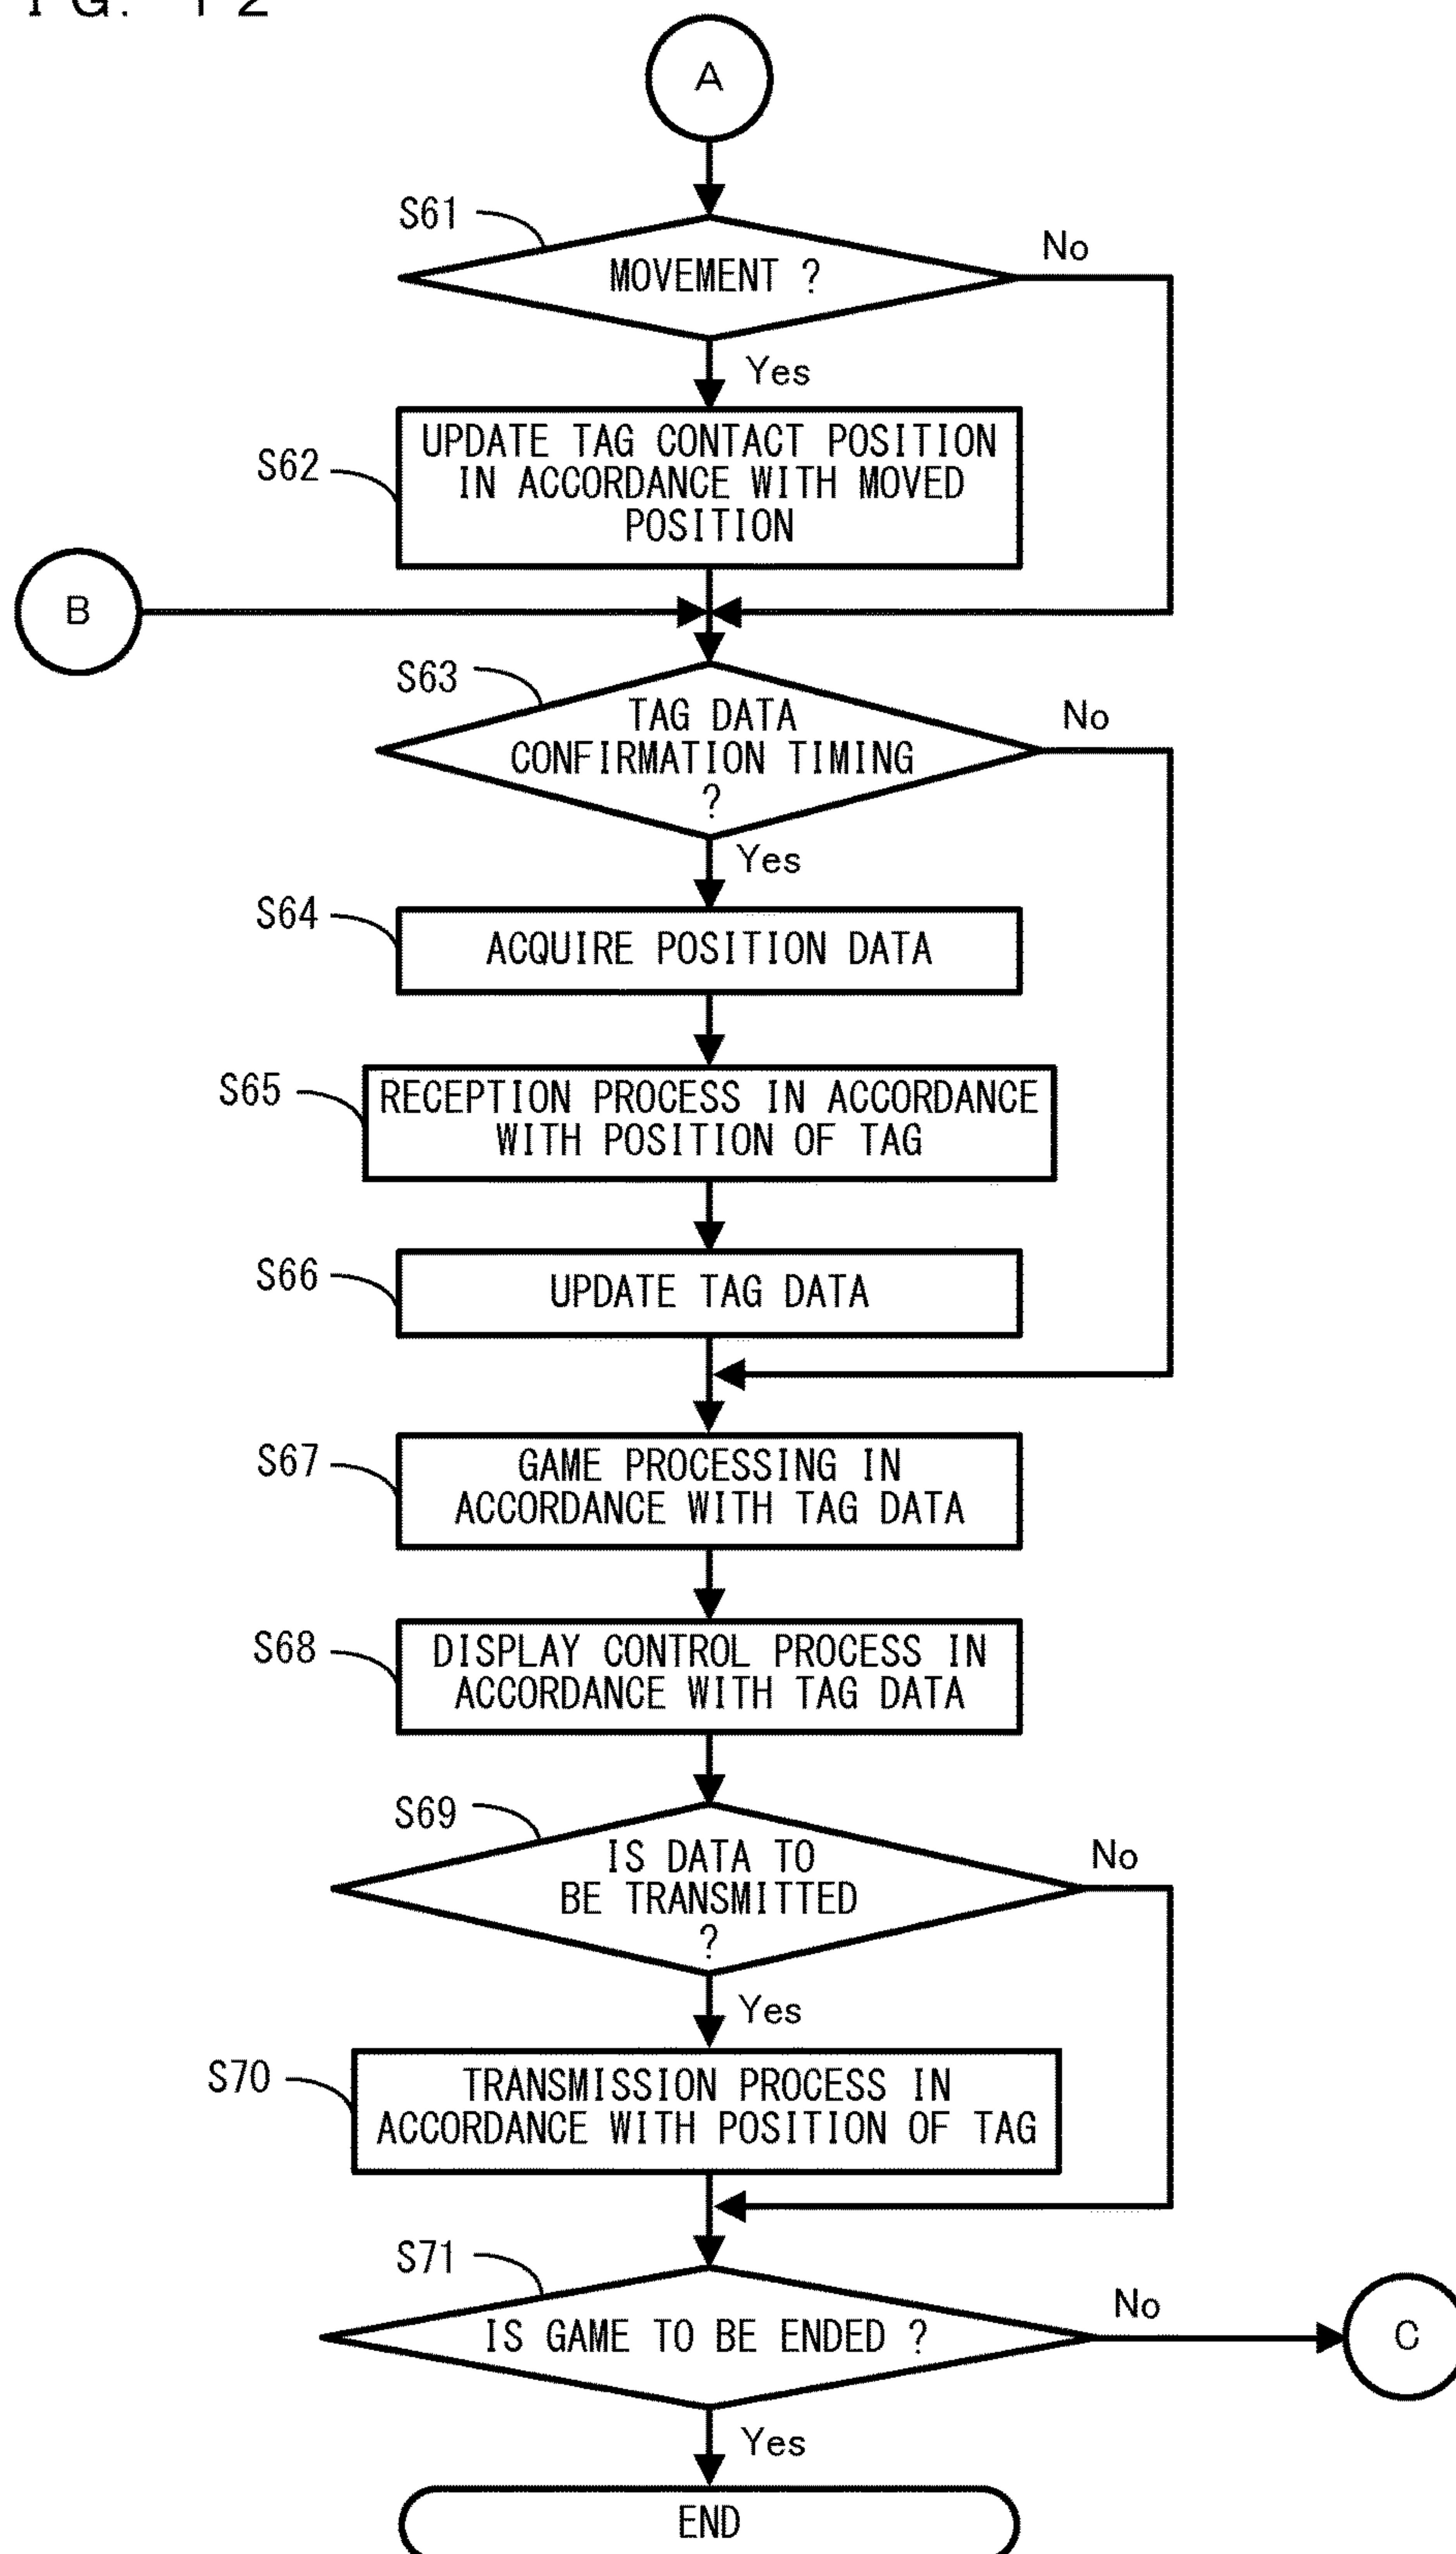 FIG. 12
A
S61
MOVEMENT ?
No
Yes
S62
UPDATE TAG CONTACT POSITION
IN ACCORDANCE WITH MOVED
POSITION
B
S63
TAG DATA
CONFIRMATION TIMING
?
No
Yes
S64
ACQUIRE POSITION DATA
S65
RECEPTION PROCESS IN ACCORDANCE
WITH POSITION OF TAG
S66
UPDATE TAG DATA
S67
GAME PROCESSING IN
ACCORDANCE WITH TAG DATA
S68
DISPLAY CONTROL PROCESS IN
ACCORDANCE WITH TAG DATA
S69
IS DATA TO
BE TRANSMITTED
?
No
Yes
S70
TRANSMISSION PROCESS IN
ACCORDANCE WITH POSITION OF TAG
S71
IS GAME TO BE ENDED ?
No
C
Yes
END